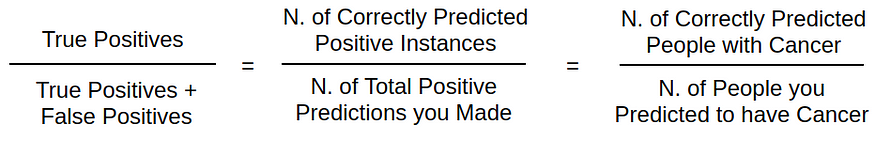 True Positives
True Positives +
False Positives
=
N. of Correctly Predicted
Positive Instances
N. of Total Positive
Predictions you Made
=
N. of Correctly Predicted
People with Cancer
N. of People you
Predicted to have Cancer